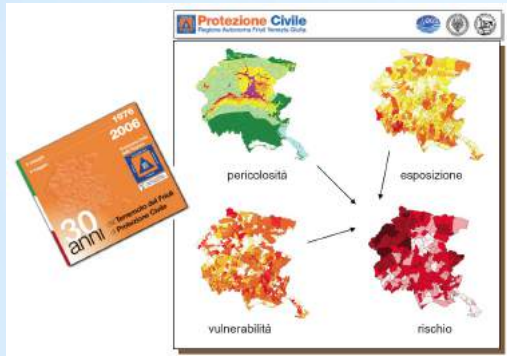 Protezione Civile
Regione Autonoma Friuli Venezia Giulia
pericolosità
esposizione
vulnerabilità
rischio
1976
2006
30
anni
Terremoto del Friuli
Protezione Civile